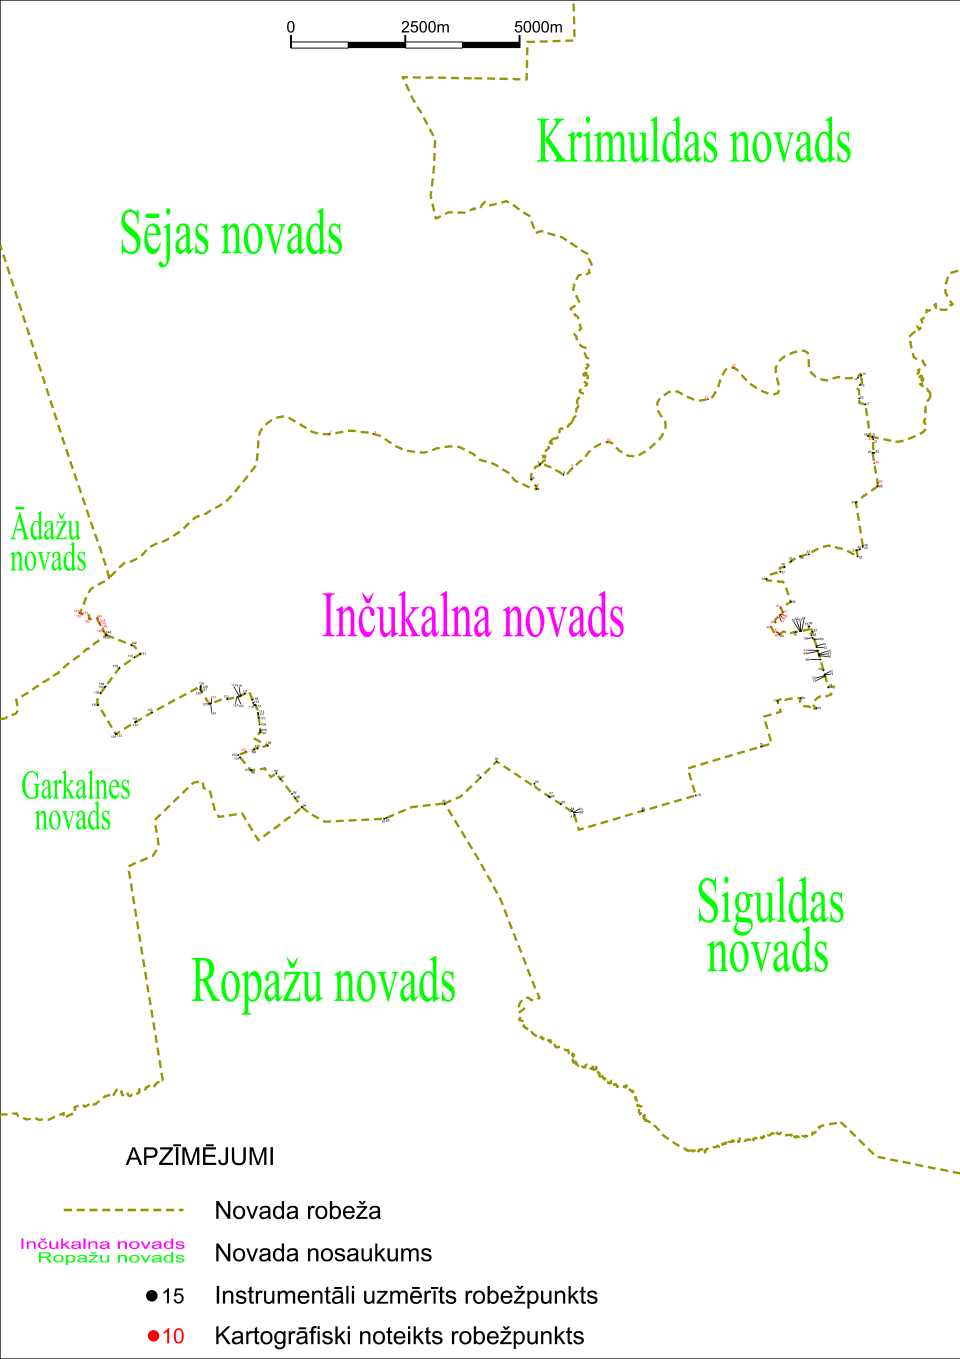 0 2500m 5000m
Krimuldas novads
Sējas novads
Ādažu
novads
Inčukalna novads
Garkalnes
novads
Siguldas
novads
Ropažu novads
APZĪMĒJUMI
Novada robeža
Inčukalna novads
Ropažu novads
Novada nosaukums
15 Instrumentāli uzmērīts robežpunkts
10 Kartogrāfiski noteikts robežpunkts